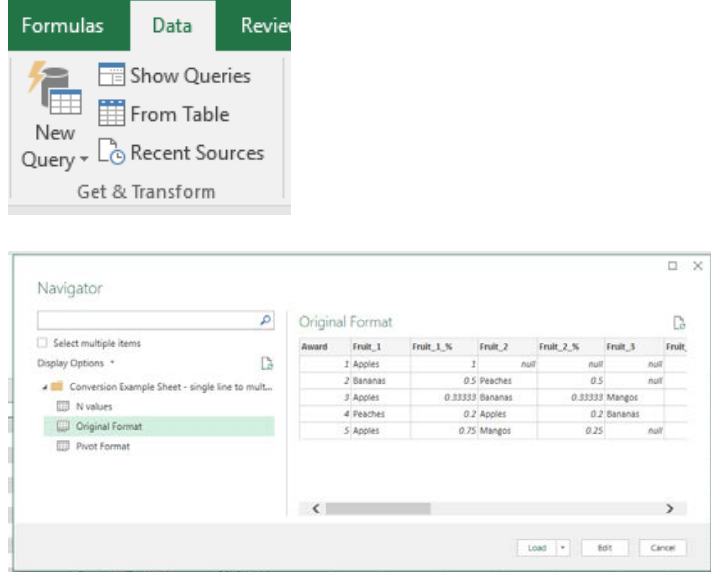 Formulas Data Revie
Show Queries
From Table
New
Query Recent Sources
Get & Transform
Navigator
Original Format
Select multiple items
Display Options
Conversion Example Sheet - single line to mult...
N values
Original Format
Pivot Format
Award Fruit_1 Fruit_1_% Fruit_2 Fruit_2_% Fruit_3 Fruit_
1 Apples 1 null null null
2 Bananas 0.5 Peaches 0.5 null
3 Apples 0.33333 Bananas 0.33333 Mangos
4 Peaches 0.2 Apples 0.2 Bananas
5 Apples 0.75 Mangos 0.25 null
Load Edit Cancel